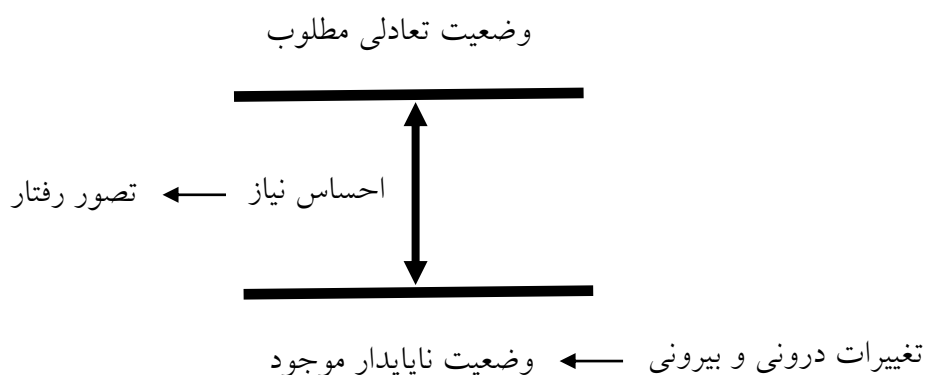 وضعیت تعادلی مطلوب
احساس نیاز
تصور رفتار
تغییرات درونی و بیرونی
وضعیت ناپایدار موجود